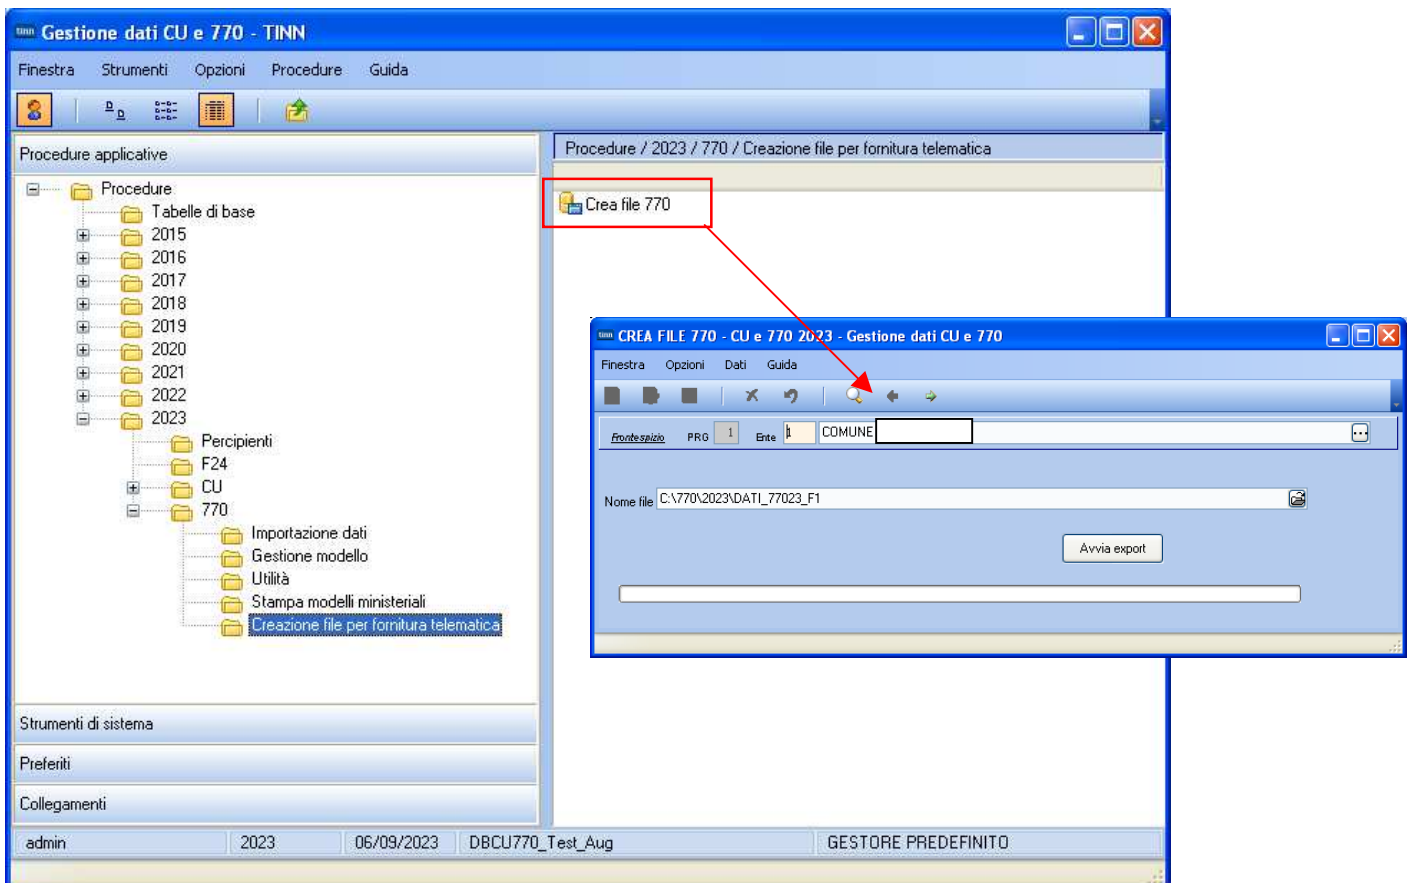 tinn Gestione dati CU e 770 - TINN
Finestra Strumenti Opzioni Procedure Guida
Procedure applicative
Procedure
Tabelle di base
2015
2016
2017
2018
2019
2020
2021
2022
2023
Percipienti
F24
CU
770
Importazione dati
Gestione modello
Utilità
Stampa modelli ministeriali
Creazione file per fornitura telematica
Strumenti di sistema
Preferiti
Collegamenti
Procedure / 2023 / 770 / Creazione file per fornitura telematica
Crea file 770
tinn CREA FILE 770 - CU e 770 2023 - Gestione dati CU e 770
Finestra Opzioni Dati Guida
Frontespizio PRG 1 Ente 1 COMUNE
Nome file C:\770\2023\DATI_77023_F1
Avvia export
admin 2023 06/09/2023 DBCU770_Test_Aug GESTORE PREDEFINITO